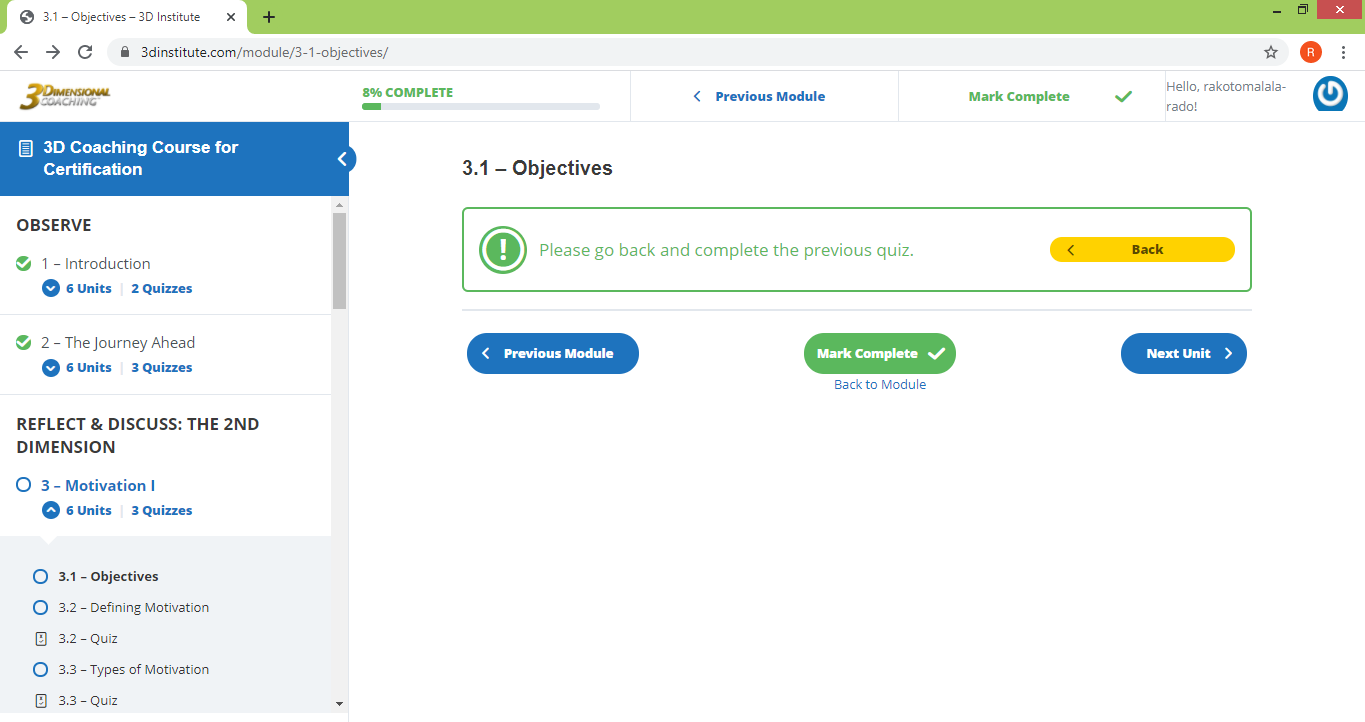 3.1 – Objectives – 3D Institute
3dinstitute.com/module/3-1-objectives/
R
3DIMENSIONAL
COACHING
8% COMPLETE
Previous Module
Mark Complete
Hello, rakotomalala-
rado!
3D Coaching Course for
Certification
OBSERVE
1 – Introduction
6 Units | 2 Quizzes
2 – The Journey Ahead
6 Units | 3 Quizzes
REFLECT & DISCUSS: THE 2ND
DIMENSION
3 – Motivation I
6 Units | 3 Quizzes
3.1 – Objectives
3.2 – Defining Motivation
3.2 – Quiz
3.3 – Types of Motivation
3.3 – Quiz
3.1 – Objectives
Please go back and complete the previous quiz.
Back
Previous Module
Mark Complete
Next Unit
Back to Module